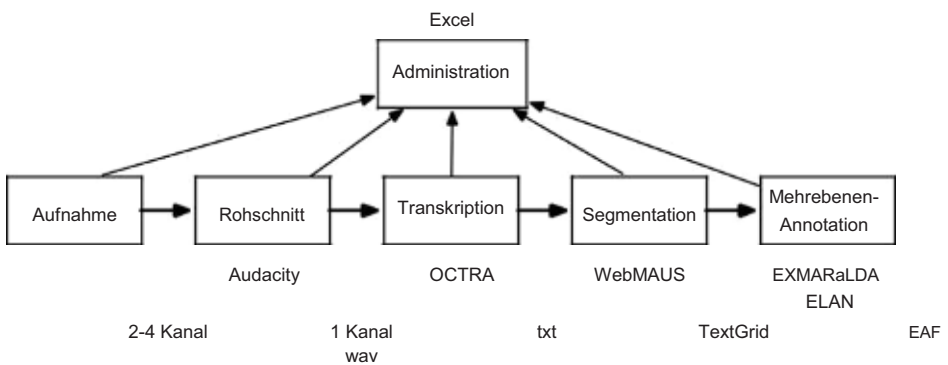 Excel
Administration
Aufnahme
Rohschnitt
Transkription
Segmentation
Mehrebenen-
Annotation
Audacity
OCTRA
WebMAUS
EXMARaLDA
ELAN
2-4 Kanal
1 Kanal
wav
txt
TextGrid
EAF